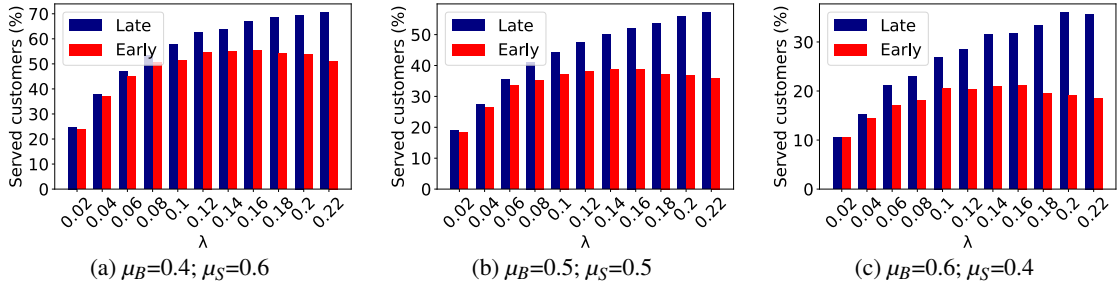 Served customers (%)
70
60
50
40
30
20
10
0
Late
Early
0.02 0.04 0.06 0.08 0.1 0.12 0.14 0.16 0.18 0.2 0.22
λ
(a) μB=0.4; μS=0.6
Served customers (%)
50
40
30
20
10
0
Late
Early
0.02 0.04 0.06 0.08 0.1 0.12 0.14 0.16 0.18 0.2 0.22
λ
(b) μB=0.5; μS=0.5
Served customers (%)
30
20
10
0
Late
Early
0.02 0.04 0.06 0.08 0.1 0.12 0.14 0.16 0.18 0.2 0.22
λ
(c) μB=0.6; μS=0.4